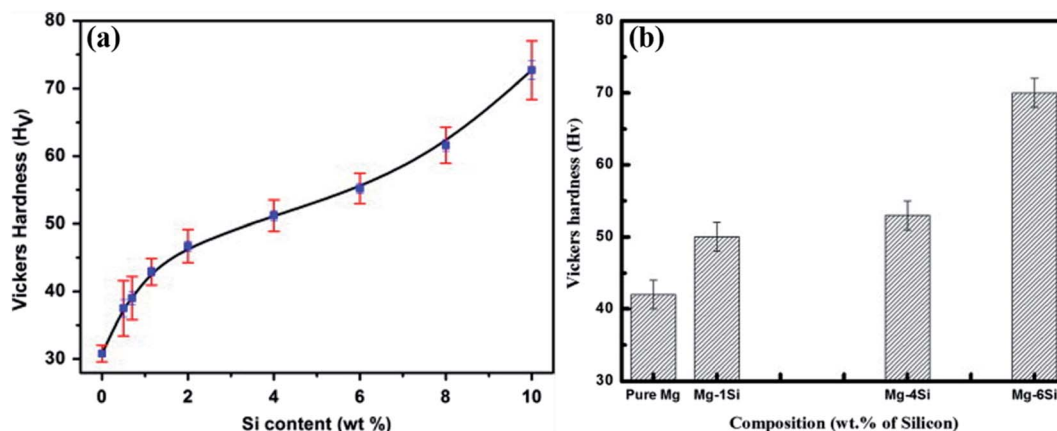 (a)
Vickers Hardness (Hv)
80
70
60
50
40
30
0 2 4 6 8 10
Si content (wt %)
(b)
Vickers hardness (Hv)
80
70
60
50
40
30
Pure Mg Mg-1Si Mg-4Si Mg-6Si
Composition (wt.% of Silicon)